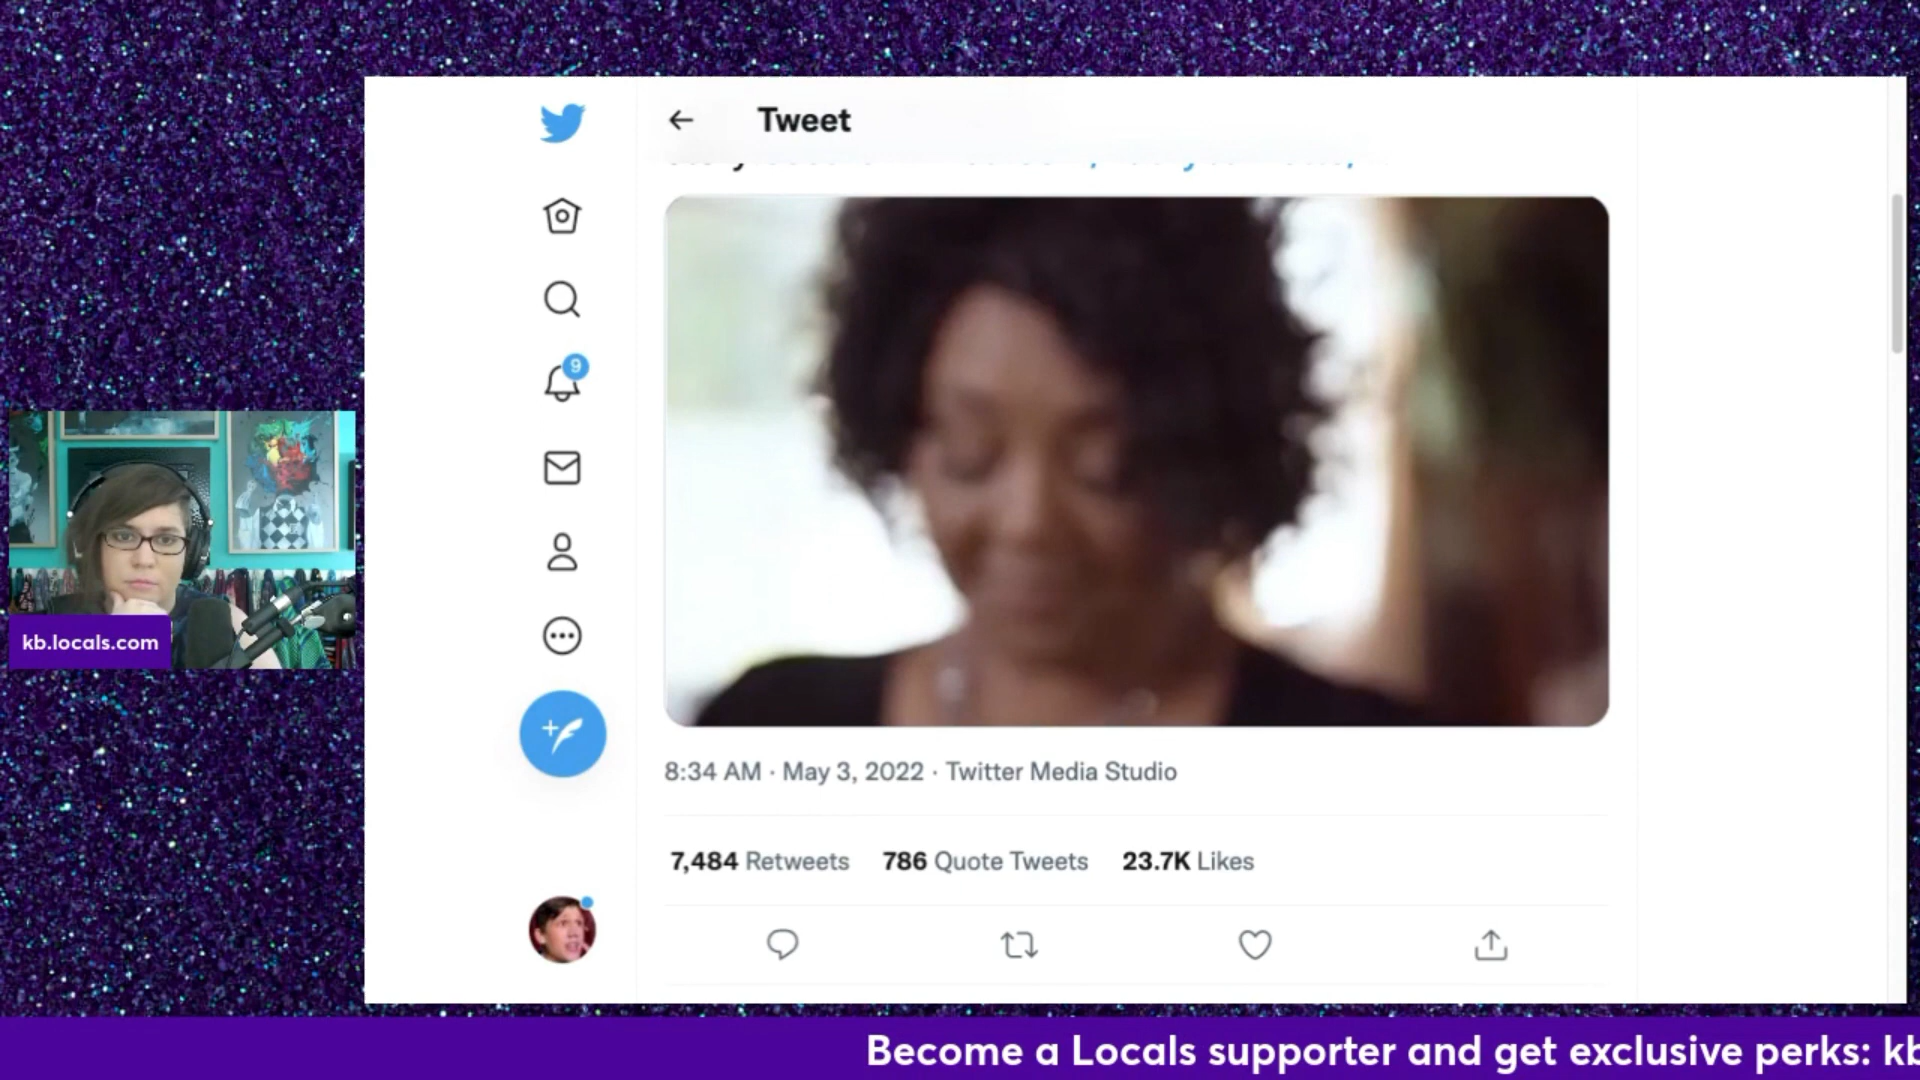 Tweet
9
kb.locals.com
8:34 AM · May 3, 2022 · Twitter Media Studio
7,484 Retweets 786 Quote Tweets 23.7K Likes
Become a Locals supporter and get exclusive perks: kb